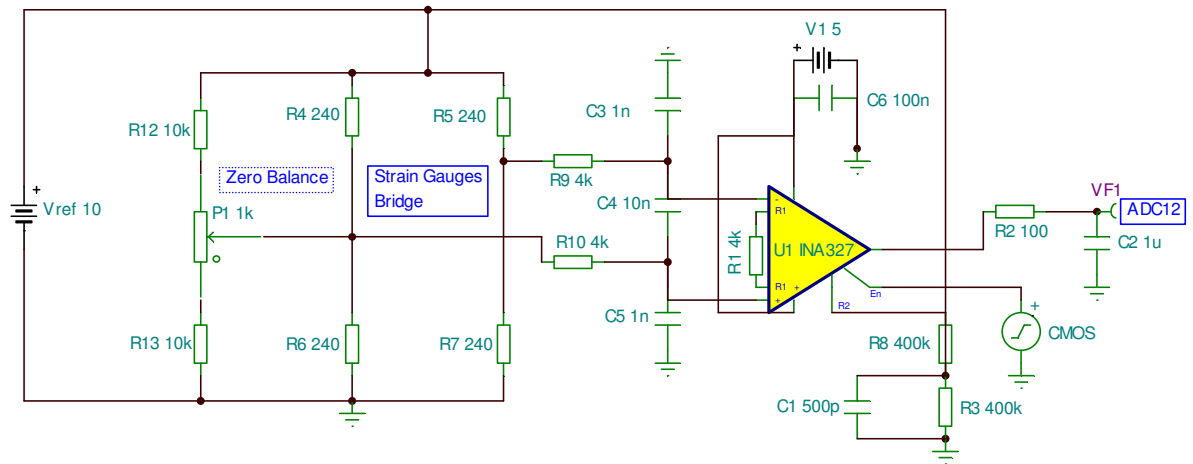 V1 5
+
C6 100n
C3 1n
R4 240
R5 240
R12 10k
Zero Balance
Strain Gauges
Bridge
R9 4k
+
Vref 10
P1 1k
C4 10n
-
R1
VF1
ADC12
R10 4k
R1 4k
U1 INA327
R2 100
C2 1u
R1
+
+
En
R2
+
C5 1n
CMOS
R13 10k
R6 240
R7 240
R8 400k
C1 500p
R3 400k